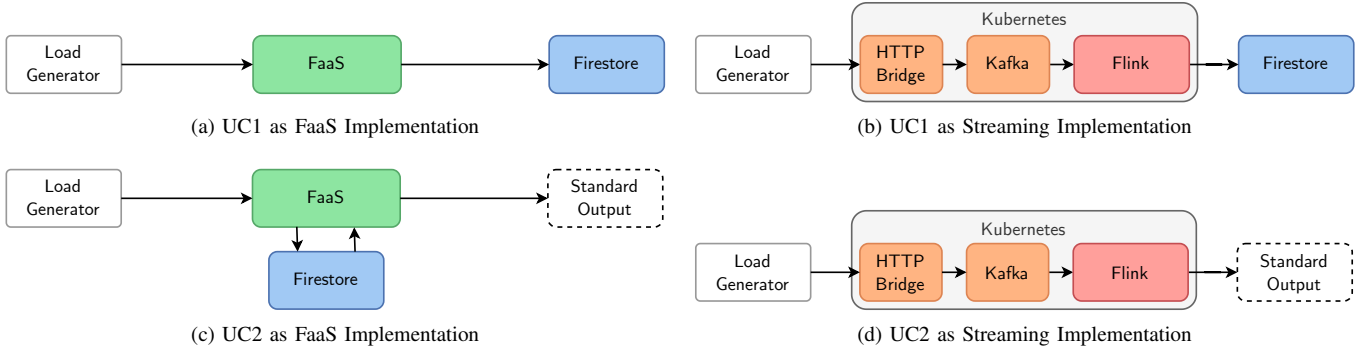 Load
Generator
FaaS
Firestore
(a) UC1 as FaaS Implementation
Kubernetes
Load
Generator
HTTP
Bridge
Kafka
Flink
Firestore
(b) UC1 as Streaming Implementation
Load
Generator
FaaS
Standard
Output
Firestore
(c) UC2 as FaaS Implementation
Kubernetes
Load
Generator
HTTP
Bridge
Kafka
Flink
Standard
Output
(d) UC2 as Streaming Implementation